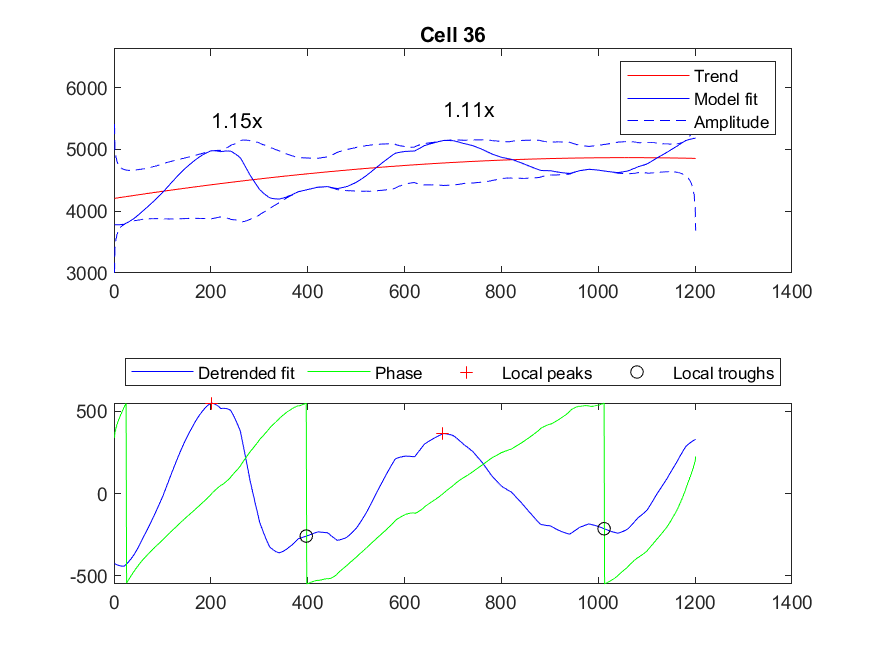 Cell 36
6000
5000
4000
3000
1.15x
1.11x
Trend
Model fit
Amplitude
0 200 400 600 800 1000 1200 1400
Detrended fit Phase Local peaks Local troughs
500
0
-500
0 200 400 600 800 1000 1200 1400